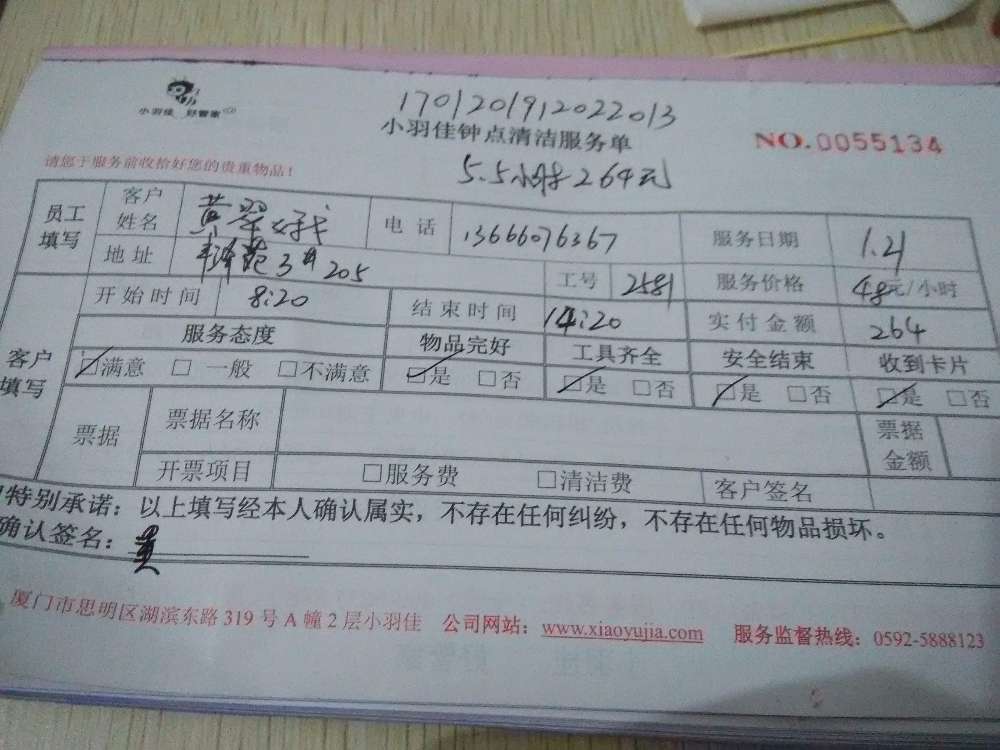 小羽佳 好管家
1701201912022013
小羽佳钟点清洁服务单
NO.0055134
请您于服务前收拾好您的贵重物品！
5.5小时264元
员工填写 客户姓名 黄翠 电话 13666076367 服务日期 1.21
地址 3 205 工号 2581 服务价格 48元/小时
客户填写 开始时间 8:20 结束时间 14:20 实付金额 264
服务态度 物品完好 工具齐全 安全结束 收到卡片
☑满意 □一般 □不满意 ☑是 □否 ☑是 □否 ☑是 □否 ☑是 □否
票据 票据名称 票据金额
开票项目 □服务费 □清洁费 客户签名
特别承诺：以上填写经本人确认属实，不存在任何纠纷，不存在任何物品损坏。
确认签名：黄
厦门市思明区湖滨东路319号A幢2层小羽佳 公司网站：www.xiaoyujia.com 服务监督热线：0592-5888123